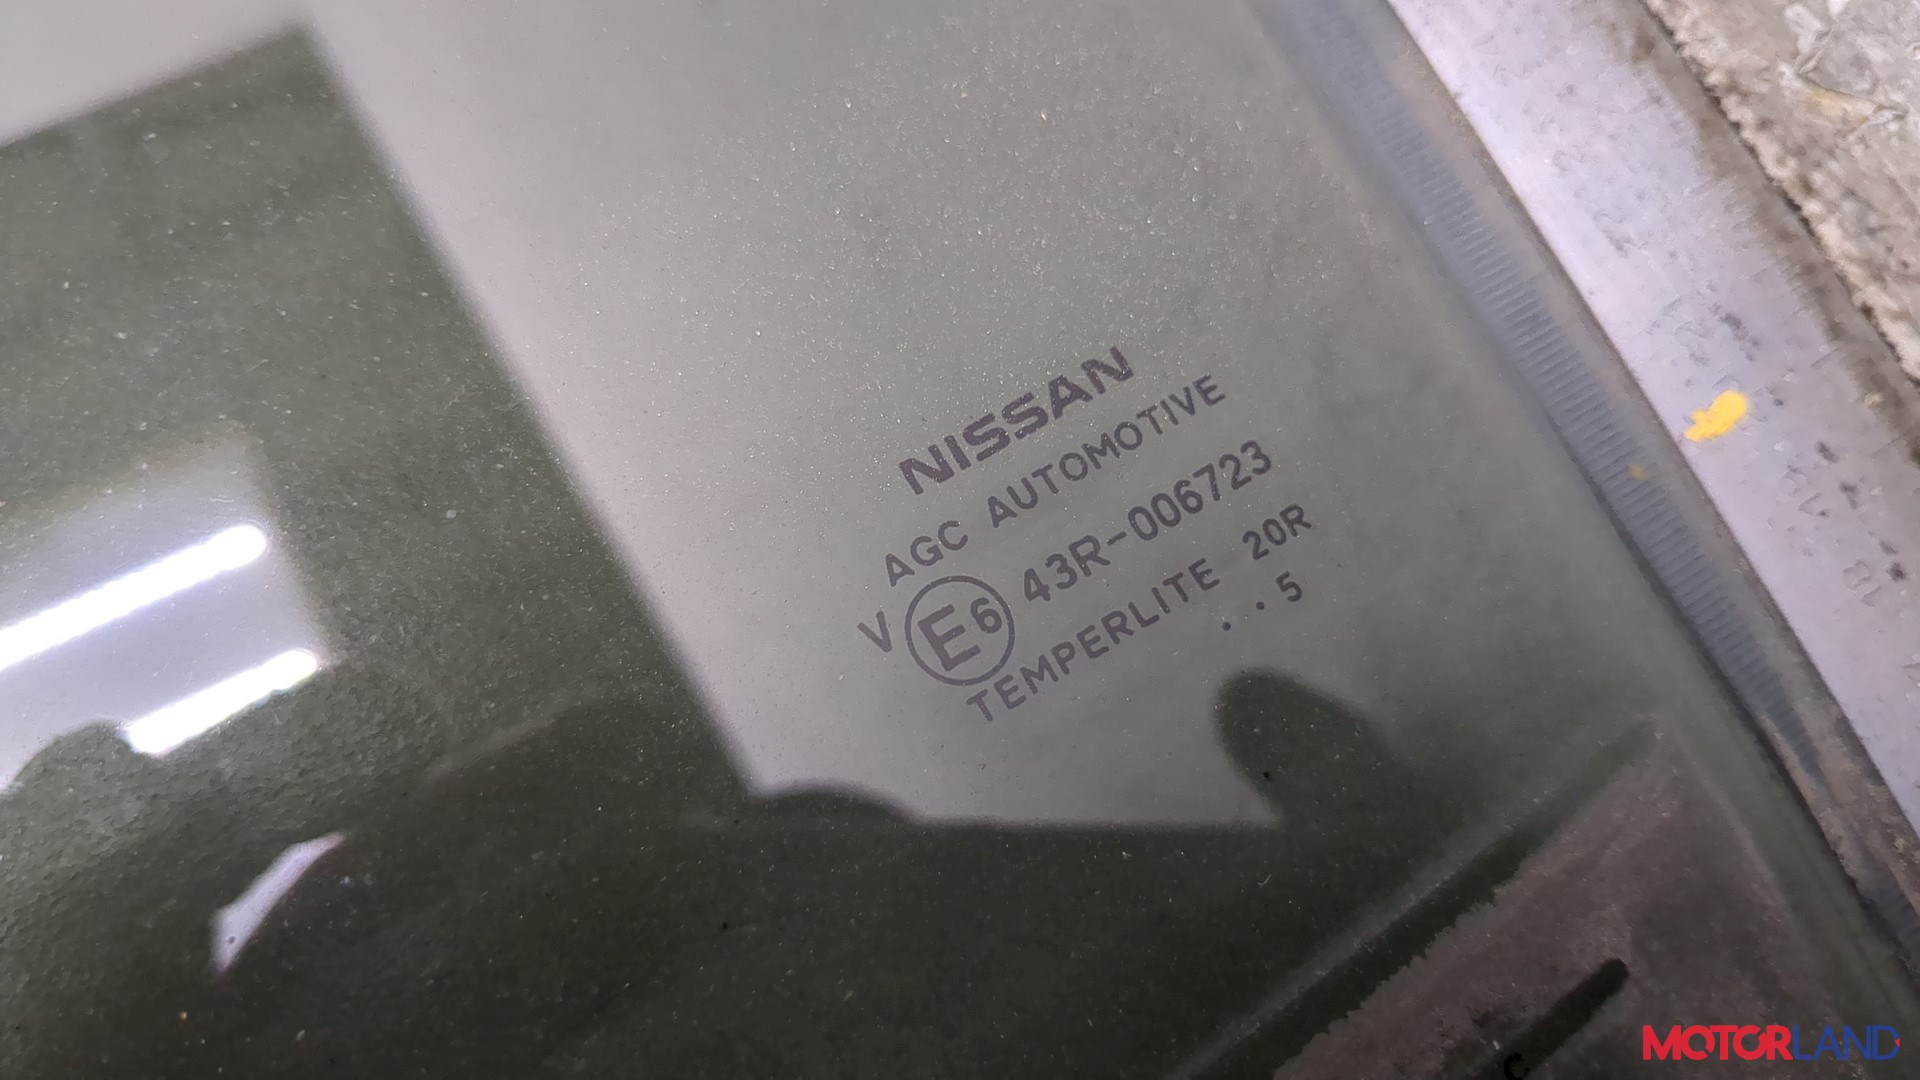 NISSAN
AGC AUTOMOTIVE
V E6 43R-006723
TEMPERLITE 20R
. . 5
MOTORLAND